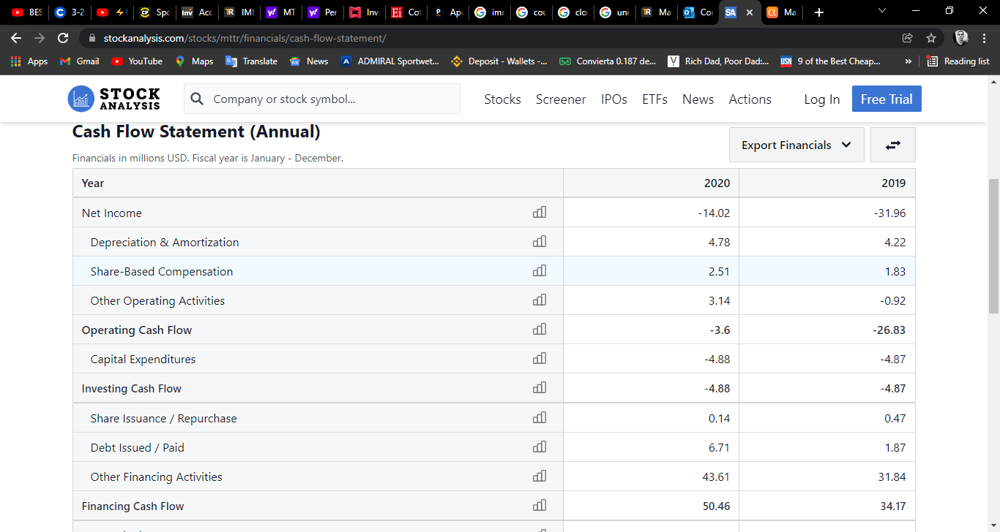 BES
3-2
Spc
Inv Acc
TR IMI
MT
Per
Inv
Ei Cot
P Ap
imr
cou
clo
uni
TR Ma
Cor
SA
Ma
stockanalysis.com/stocks/mttr/financials/cash-flow-statement/
Apps Gmail YouTube Maps Translate News ADMIRAL Sportwet... Deposit - Wallets -... Convierta 0.187 de... Rich Dad, Poor Dad:... 9 of the Best Cheap... » Reading list
STOCK ANALYSIS Company or stock symbol... Stocks Screener IPOs ETFs News Actions Log In Free Trial
Cash Flow Statement (Annual)
Export Financials
Financials in millions USD. Fiscal year is January - December.
Year 2020 2019
Net Income -14.02 -31.96
Depreciation & Amortization 4.78 4.22
Share-Based Compensation 2.51 1.83
Other Operating Activities 3.14 -0.92
Operating Cash Flow -3.6 -26.83
Capital Expenditures -4.88 -4.87
Investing Cash Flow -4.88 -4.87
Share Issuance / Repurchase 0.14 0.47
Debt Issued / Paid 6.71 1.87
Other Financing Activities 43.61 31.84
Financing Cash Flow 50.46 34.17